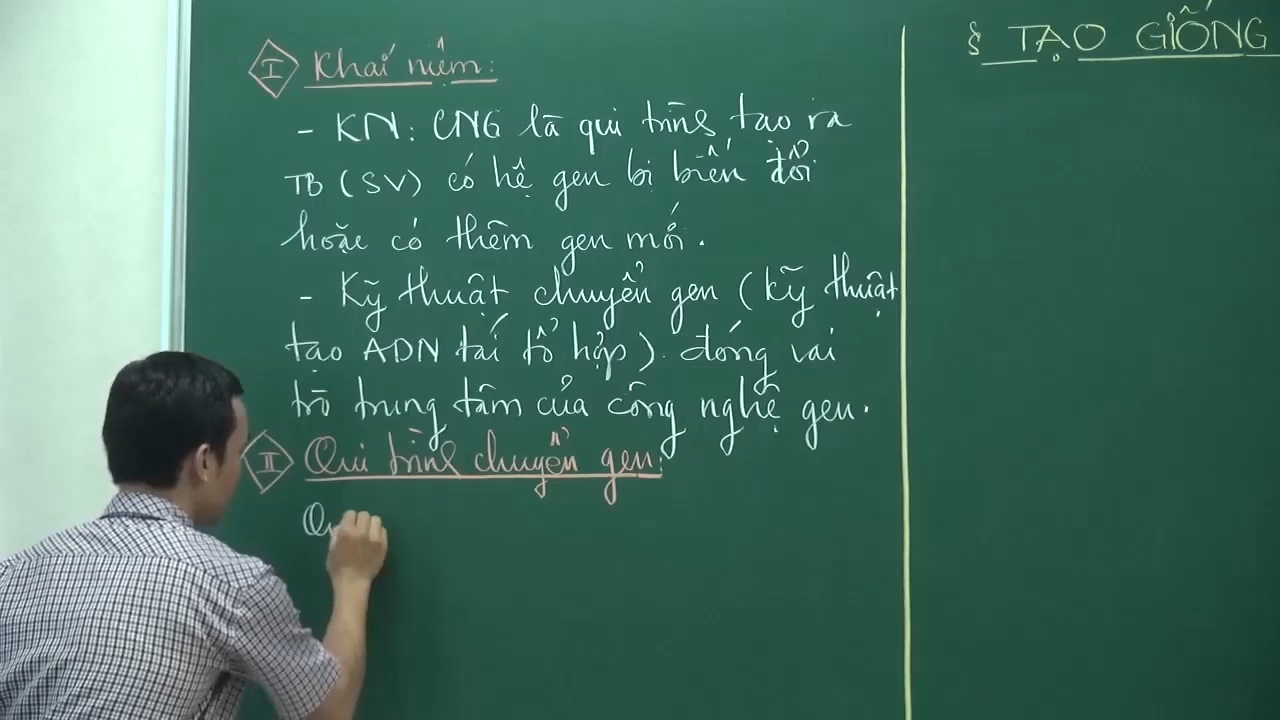 I Khái niệm:
- KN: CNG là qui trình tạo ra
TB (SV) có hệ gen bị biến đổi
hoặc có thêm gen mới.
- Kỹ thuật chuyển gen (kỹ thuật
tạo ADN tái tổ hợp). đóng vai
trò trung tâm của công nghệ gen.
II Qui trình chuyển gen:
Qu
§ TẠO GIỐNG